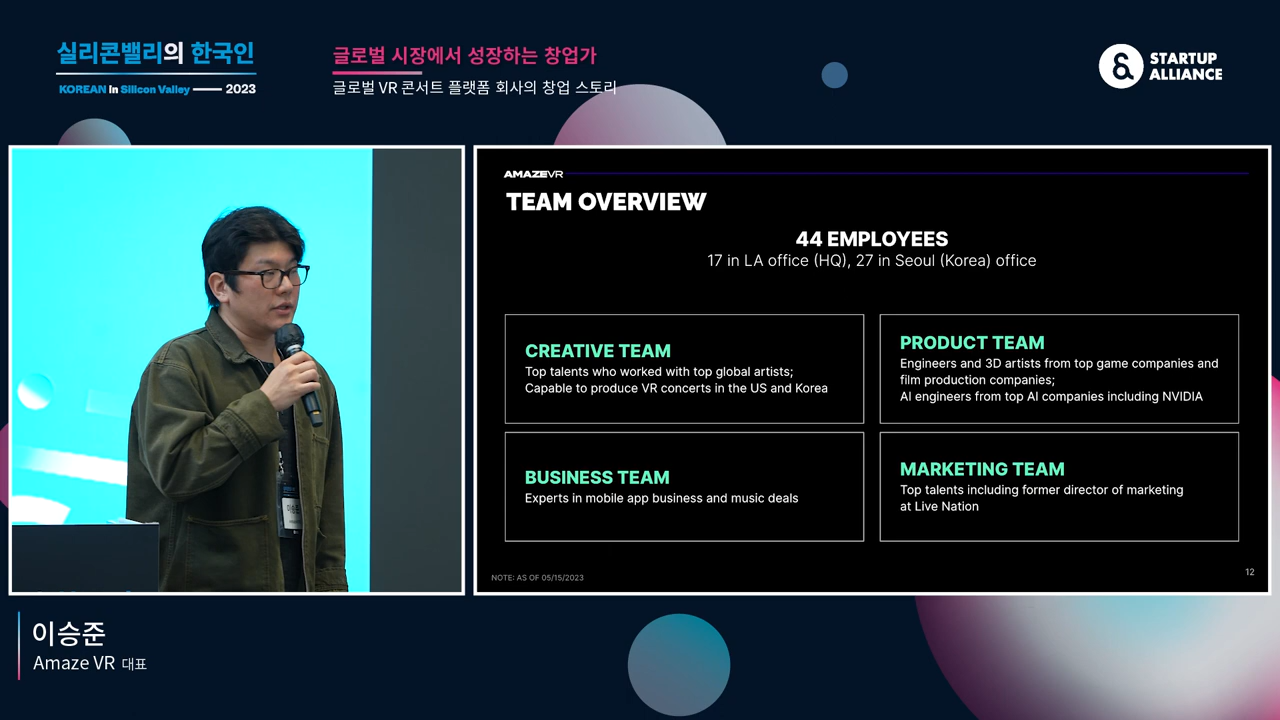 실리콘밸리의 한국인
KOREAN in Silicon Valley 2023
글로벌 시장에서 성장하는 창업가
글로벌 VR 콘서트 플랫폼 회사의 창업 스토리
STARTUP
ALLIANCE
AMAZEVR
TEAM OVERVIEW
44 EMPLOYEES
17 in LA office (HQ), 27 in Seoul (Korea) office
CREATIVE TEAM
Top talents who worked with top global artists;
Capable to produce VR concerts in the US and Korea
PRODUCT TEAM
Engineers and 3D artists from top game companies and
film production companies;
AI engineers from top AI companies including NVIDIA
BUSINESS TEAM
Experts in mobile app business and music deals
MARKETING TEAM
Top talents including former director of marketing
at Live Nation
NOTE: AS OF 05/15/2023
12
이승준
Amaze VR 대표